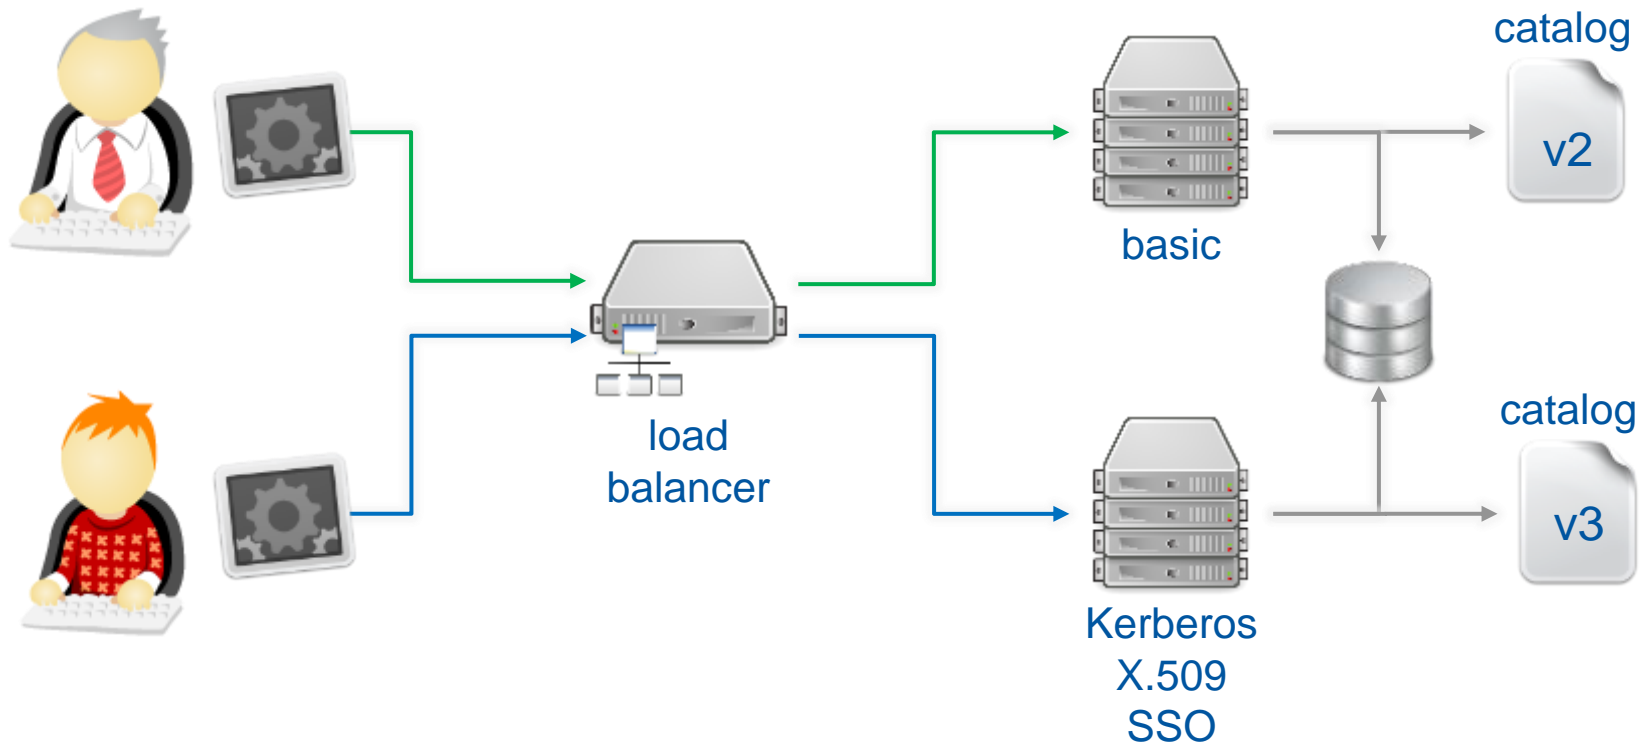 catalog
v2
basic
load
balancer
catalog
v3
Kerberos
X.509
SSO